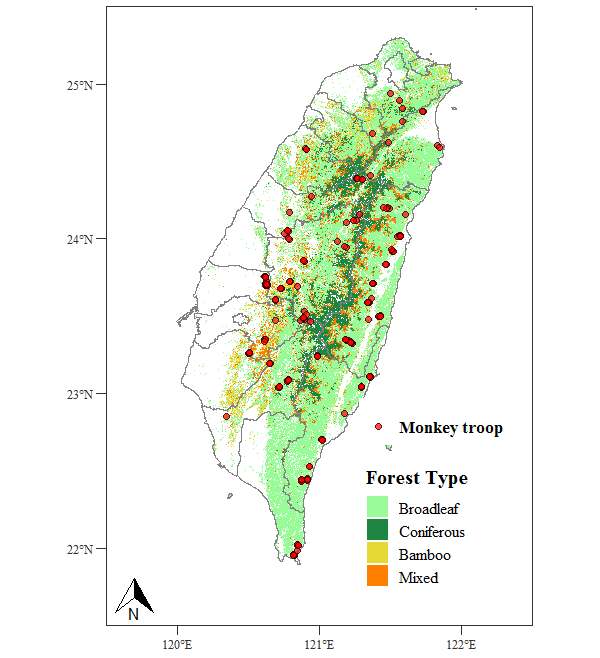 25°N
24°N
23°N
22°N
Monkey troop
Forest Type
Broadleaf
Coniferous
Bamboo
Mixed
N
120°E 121°E 122°E